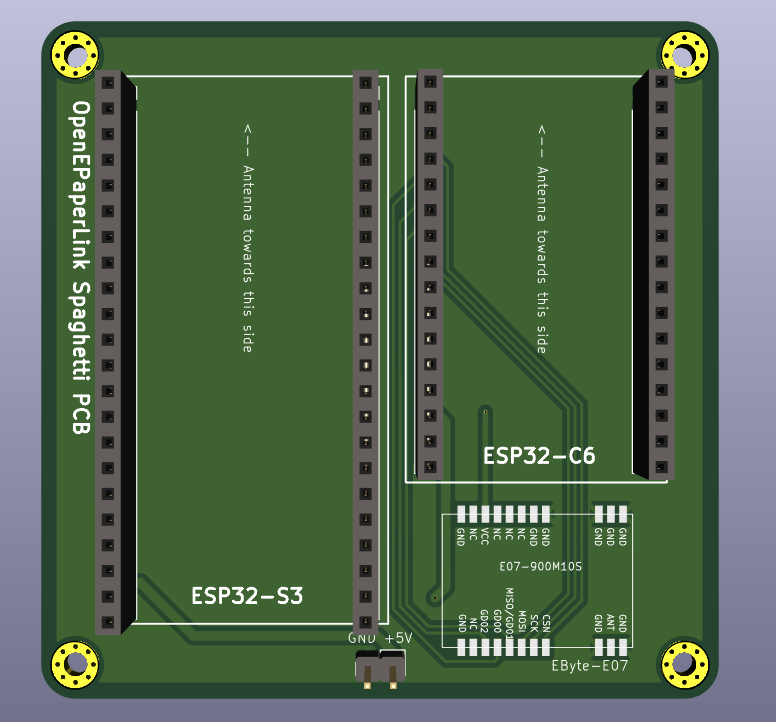 OpenEPaperLink Spaghetti PCB
<-- Antenna towards this side
ESP32-S3
<-- Antenna towards this side
ESP32-C6
GND
NC
VCC
NC
NC
NC
GND
GND
GND
GND
GND
E07-900M10S
GND
NC
GDO2
GDO0
MISO/GDO1
MOSI
SCK
CSN
GND
ANT
GND
EByte-E07
GND +5V